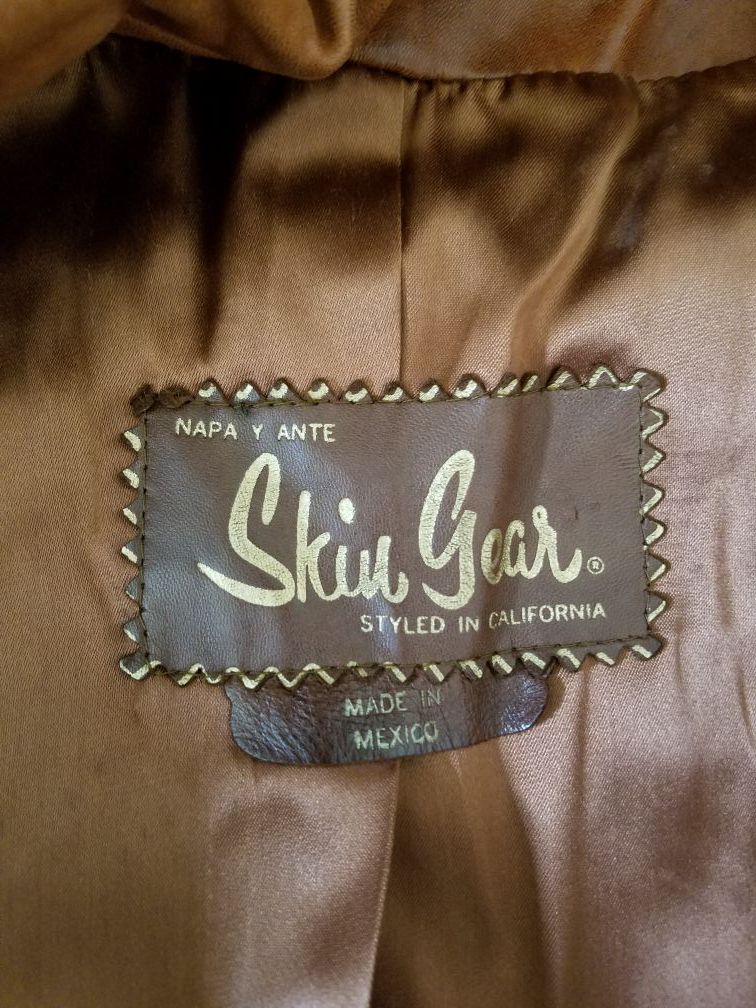 NAPA Y ANTE
Skin Gear®
STYLED IN CALIFORNIA
MADE IN
MEXICO